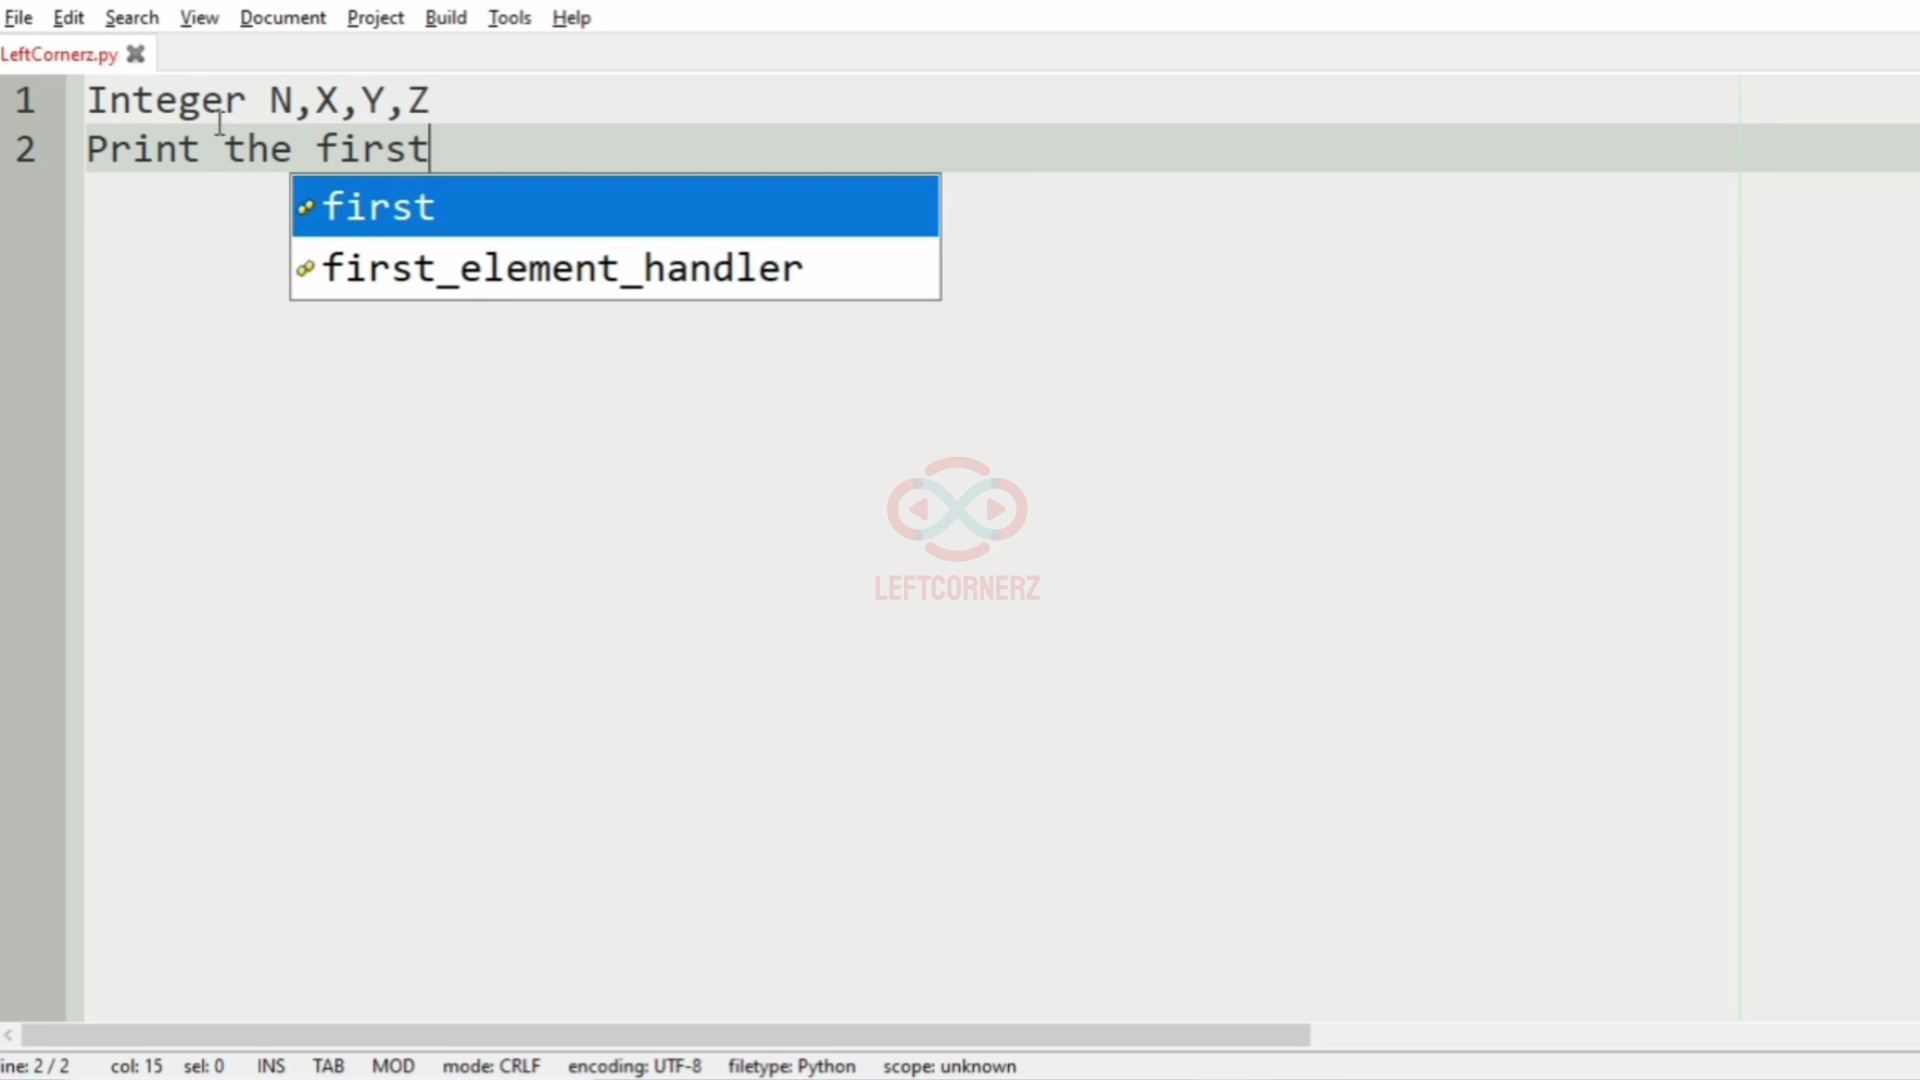 File Edit Search View Document Project Build Tools Help
LeftCornerz.py
1 Integer N,X,Y,Z
2 Print the first
first
first_element_handler
LEFTCORNERZ
ine: 2 / 2 col: 15 sel: 0 INS TAB MOD mode: CRLF encoding: UTF-8 filetype: Python scope: unknown